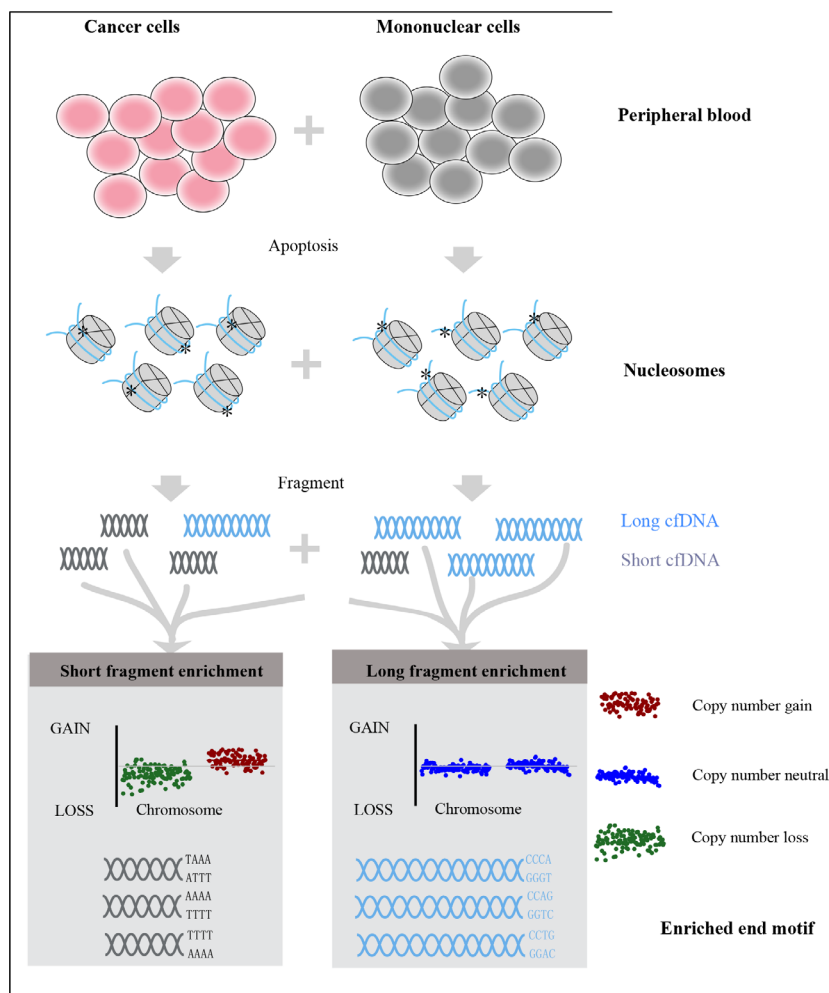 Cancer cells
Mononuclear cells
Peripheral blood
Apoptosis
Nucleosomes
Fragment
Long cfDNA
Short cfDNA
Short fragment enrichment
Long fragment enrichment
GAIN
GAIN
Copy number gain
Copy number neutral
LOSS
Chromosome
LOSS
Chromosome
Copy number loss
TAAA
ATTT
AAAA
TTTT
TTTT
AAAA
CCCA
GGGT
CCAG
GGTC
CCTG
GGAC
Enriched end motif